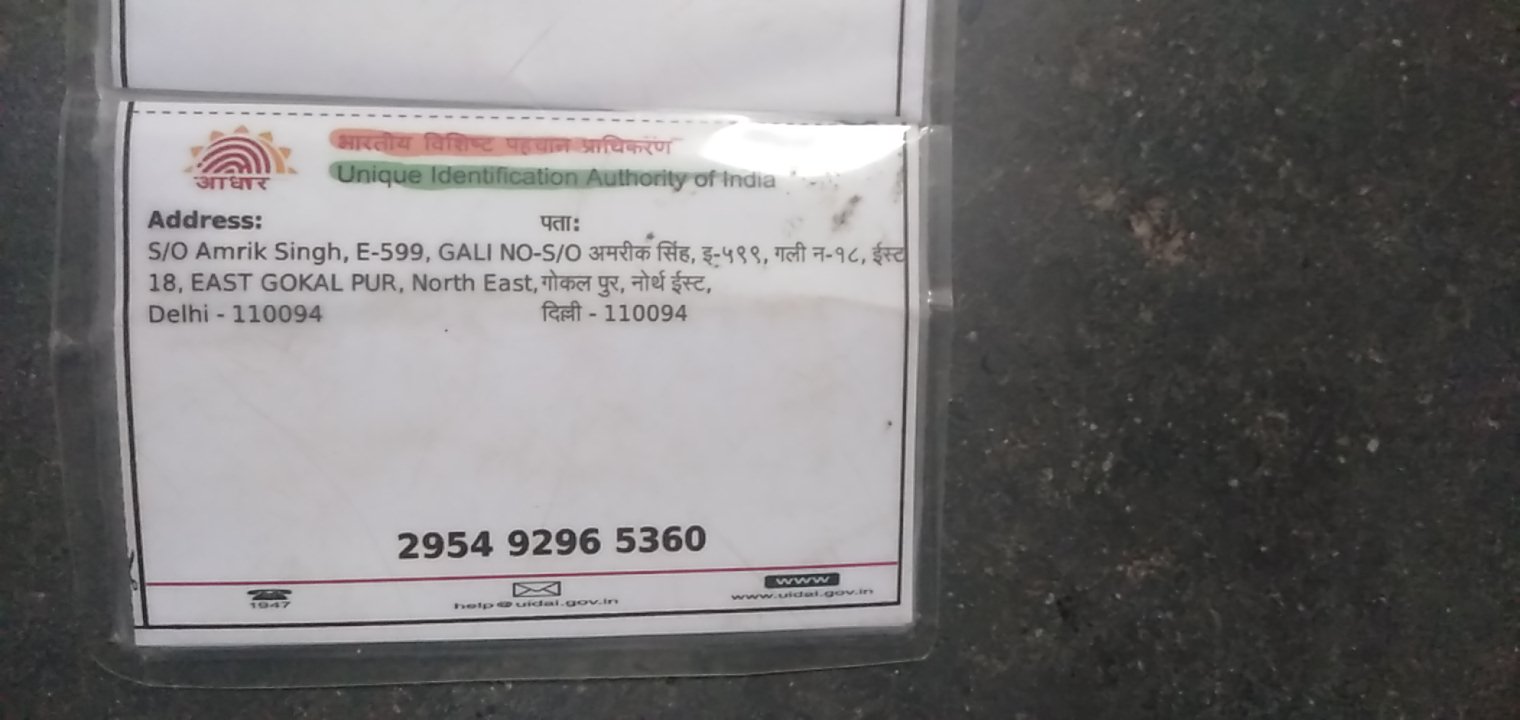 भारतीय विशिष्ट पहचान प्राधिकरण
Unique Identification Authority of India
आधार
Address:
S/O Amrik Singh, E-599, GALI NO-
18, EAST GOKAL PUR, North East,
Delhi - 110094
पता:
S/O अमरीक सिंह, इ-५९९, गली न-१८, ईस्ट
गोकल पुर, नोर्थ ईस्ट,
दिल्ली - 110094
2954 9296 5360
1947
help@uidai.gov.in
www
www.uidai.gov.in